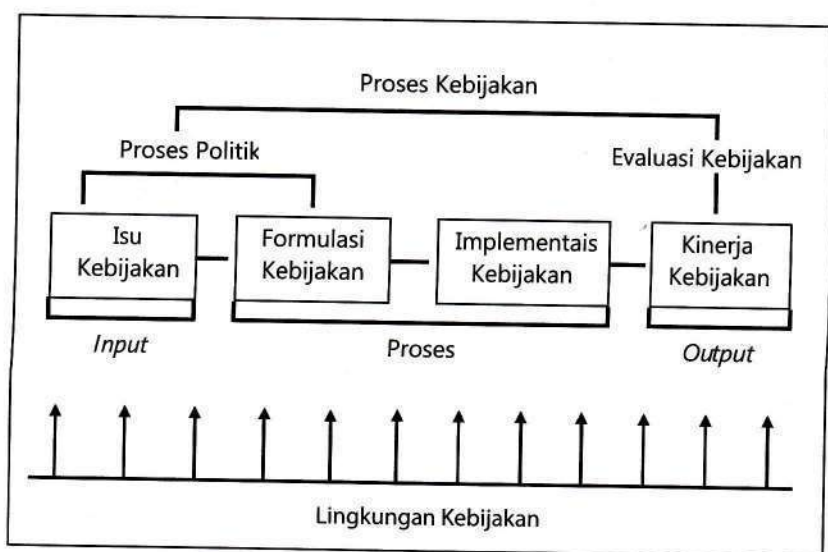 Proses Kebijakan
Proses Politik
Evaluasi Kebijakan
Isu
Kebijakan
Formulasi
Kebijakan
Implementais
Kebijakan
Kinerja
Kebijakan
Input
Proses
Output
Lingkungan Kebijakan